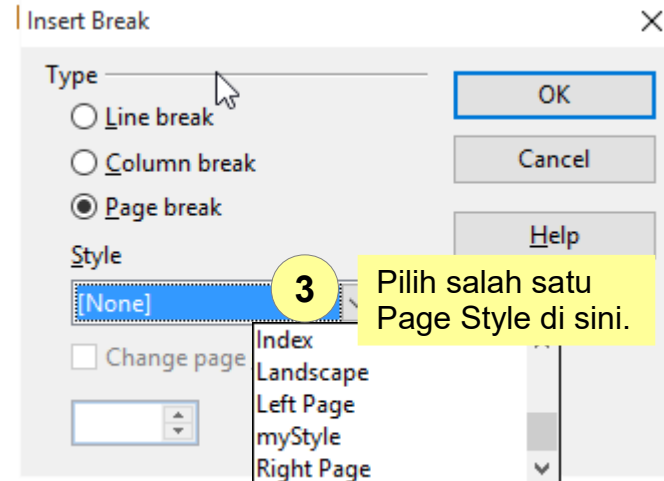 Insert Break
Type
Line break
Column break
Page break
Style
[None]
Change page
OK
Cancel
Help
3
Pilih salah satu
Page Style di sini.
Index
Landscape
Left Page
myStyle
Right Page